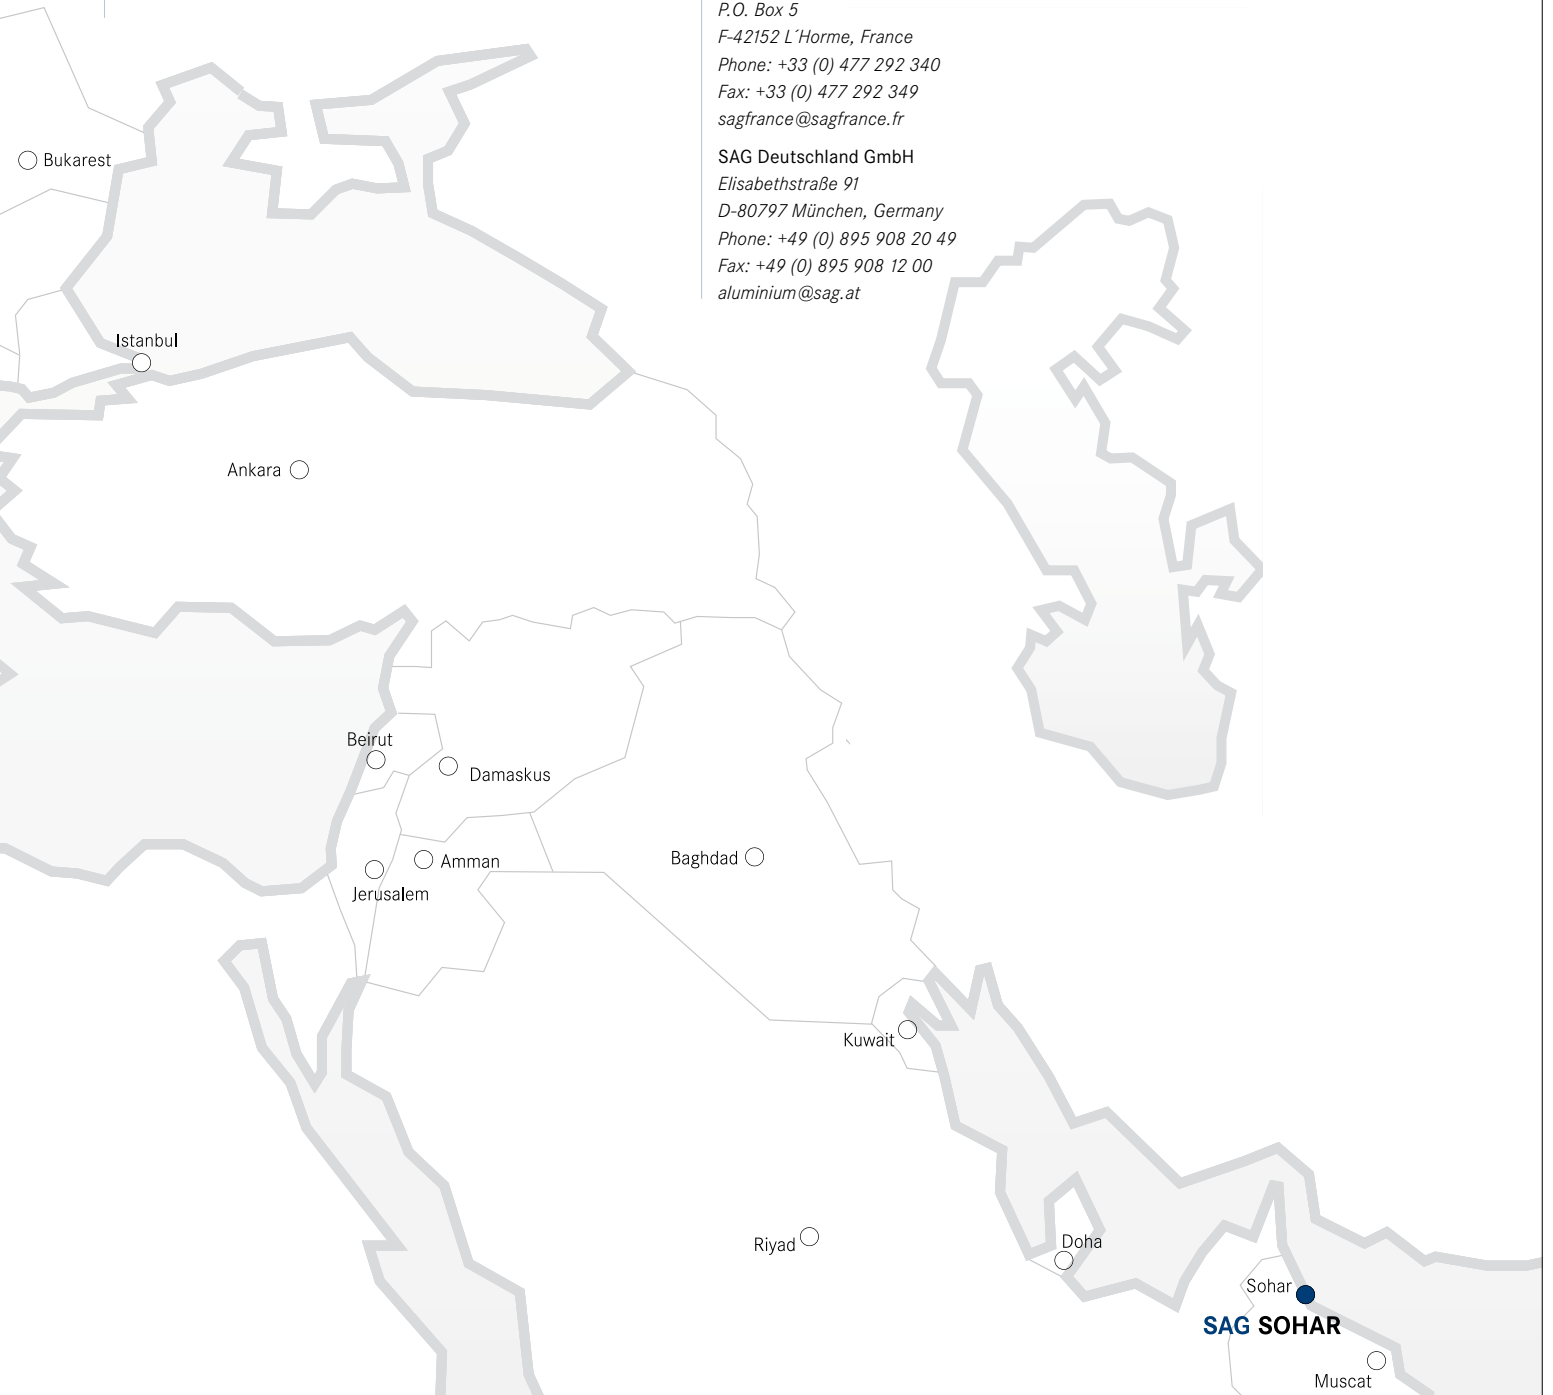 P.O. Box 5
F-42152 L´Horme, France
Phone: +33 (0) 477 292 340
Fax: +33 (0) 477 292 349
sagfrance@sagfrance.fr
SAG Deutschland GmbH
Elisabethstraße 91
D-80797 München, Germany
Phone: +49 (0) 895 908 20 49
Fax: +49 (0) 895 908 12 00
aluminium@sag.at
Bukarest
Istanbul
Ankara
Beirut
Damaskus
Baghdad
Amman
Jerusalem
Kuwait
Riyad
Doha
Sohar
SAG SOHAR
Muscat